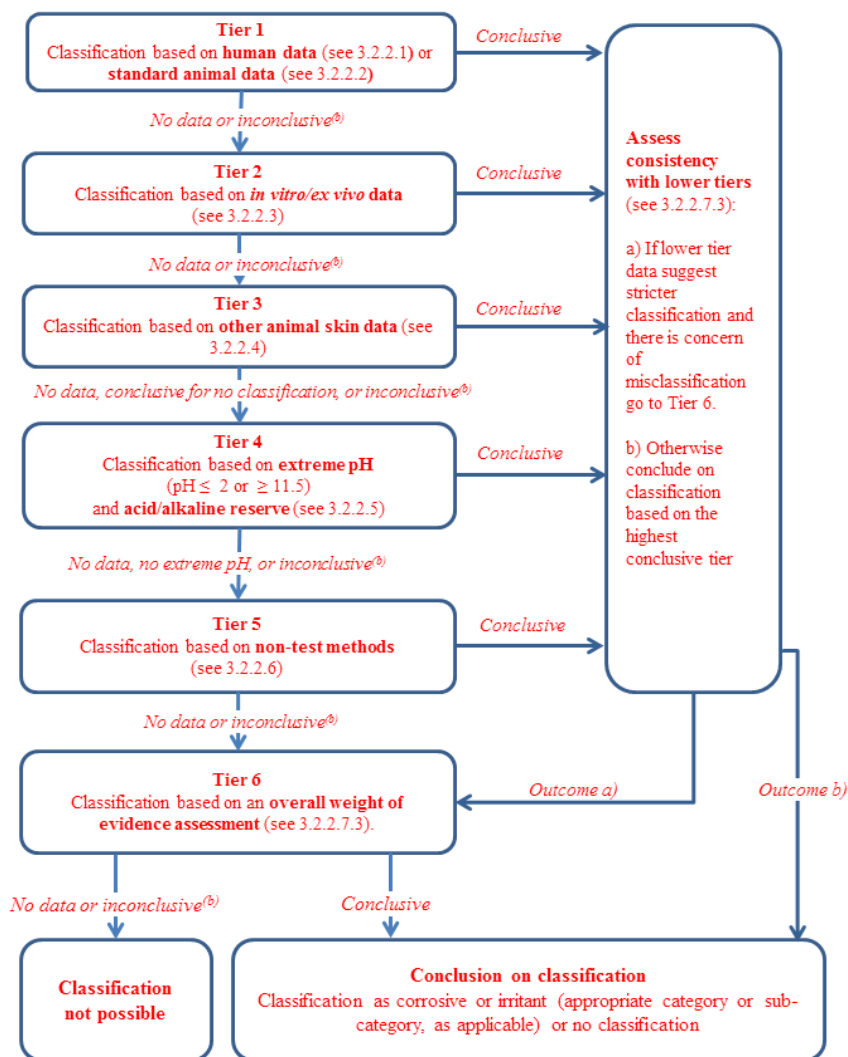 Tier 1
Classification based on human data (see 3.2.2.1) or
standard animal data (see 3.2.2.2)
Conclusive
No data or inconclusive(b)
Tier 2
Classification based on in vitro/ex vivo data
(see 3.2.2.3)
Conclusive
No data or inconclusive(b)
Tier 3
Classification based on other animal skin data (see
3.2.2.4)
Conclusive
No data, conclusive for no classification, or inconclusive(b)
Tier 4
Classification based on extreme pH
(pH ≤ 2 or ≥ 11.5)
and acid/alkaline reserve (see 3.2.2.5)
Conclusive
No data, no extreme pH, or inconclusive(b)
Tier 5
Classification based on non-test methods
(see 3.2.2.6)
Conclusive
No data or inconclusive(b)
Assess
consistency
with lower tiers
(see 3.2.2.7.3):
a) If lower tier
data suggest
stricter
classification and
there is concern
of
misclassification
go to Tier 6.
b) Otherwise
conclude on
classification
based on the
highest
conclusive tier
Tier 6
Classification based on an overall weight of
evidence assessment (see 3.2.2.7.3).
Outcome a)
Outcome b)
No data or inconclusive(b)
Conclusive
Classification
not possible
Conclusion on classification
Classification as corrosive or irritant (appropriate category or sub-
category, as applicable) or no classification